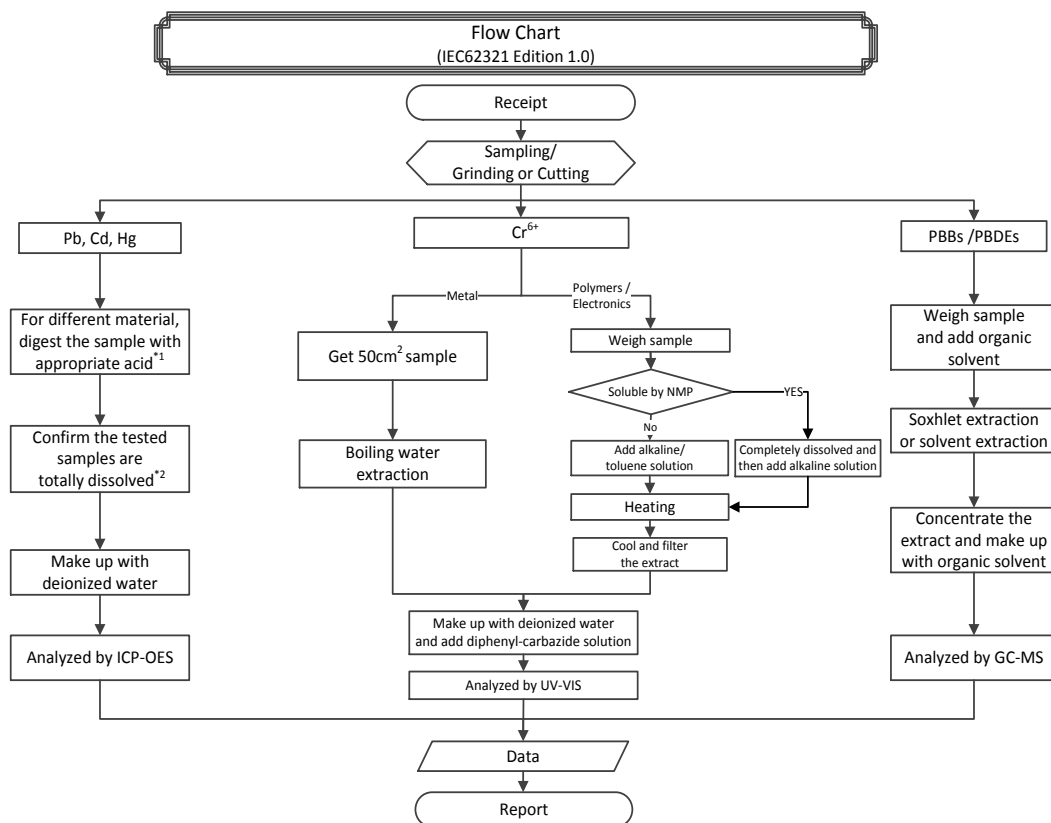 Flow Chart
(IEC62321 Edition 1.0)
Receipt
Sampling/
Grinding or Cutting
Pb, Cd, Hg
For different material,
digest the sample with
appropriate acid*1
Confirm the tested
samples are
totally dissolved*2
Make up with
deionized water
Analyzed by ICP-OES
Cr6+
Metal
Get 50cm2 sample
Boiling water
extraction
Polymers /
Electronics
Weigh sample
Soluble by NMP
YES
No
Add alkaline/
toluene solution
Completely dissolved and
then add alkaline solution
Heating
Cool and filter
the extract
Make up with deionized water
and add diphenyl-carbazide solution
Analyzed by UV-VIS
PBBs /PBDEs
Weigh sample
and add organic
solvent
Soxhlet extraction
or solvent extraction
Concentrate the
extract and make up
with organic solvent
Analyzed by GC-MS
Data
Report